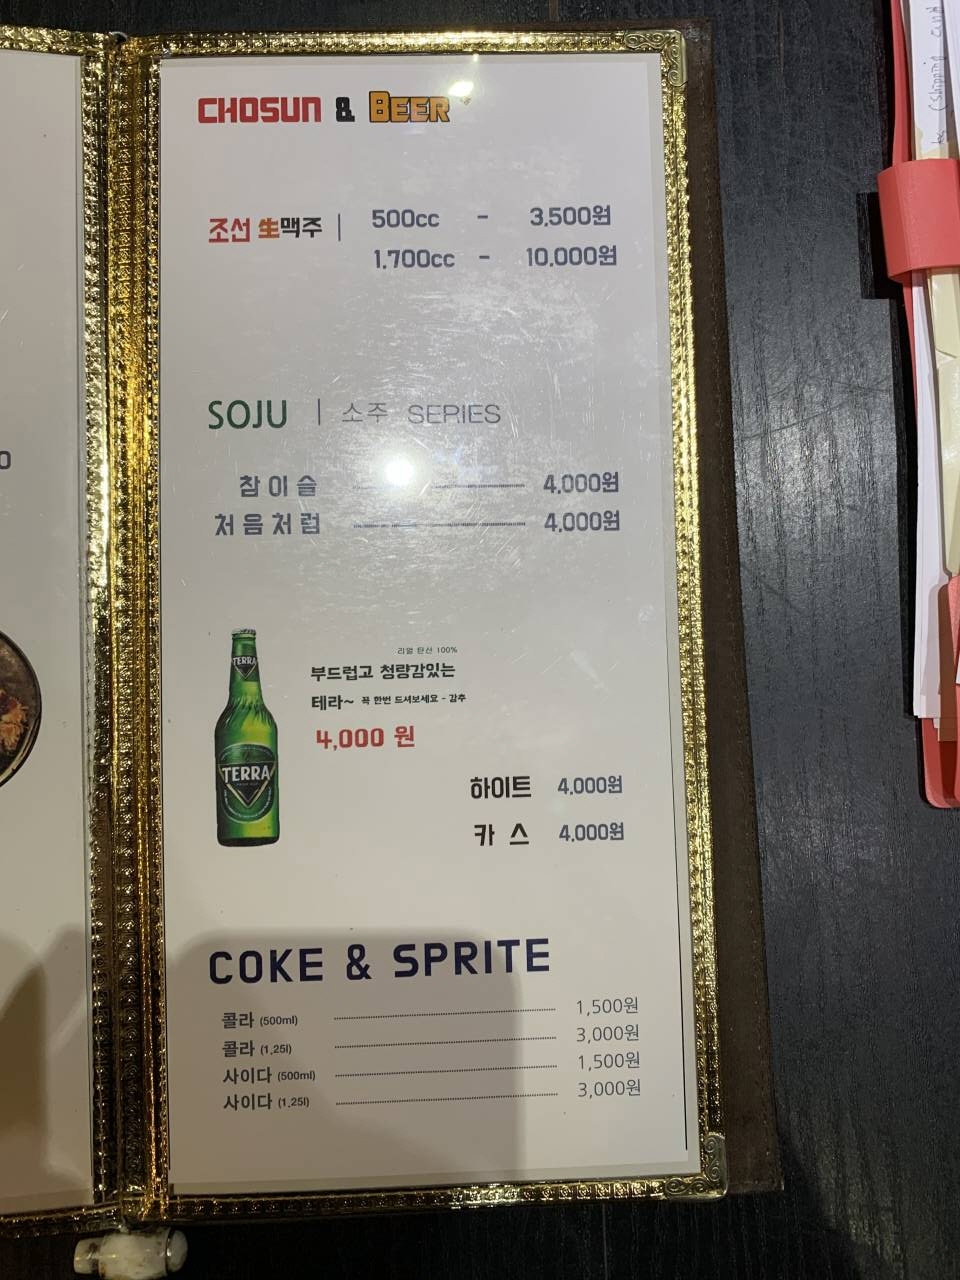 CHOSUN & BEER
조선 生맥주 | 500cc - 3,500원
1,700cc - 10,000원
SOJU | 소주 SERIES
참이슬 4,000원
처음처럼 4,000원
리얼 탄산 100%
부드럽고 청량감있는
테라~ 꼭 한번 드셔보세요 - 강추
4,000 원
TERRA
TERRA
하이트 4,000원
카 스 4,000원
COKE & SPRITE
콜라 (500ml) 1,500원
콜라 (1,25l) 3,000원
사이다 (500ml) 1,500원
사이다 (1,25l) 3,000원
(shipping